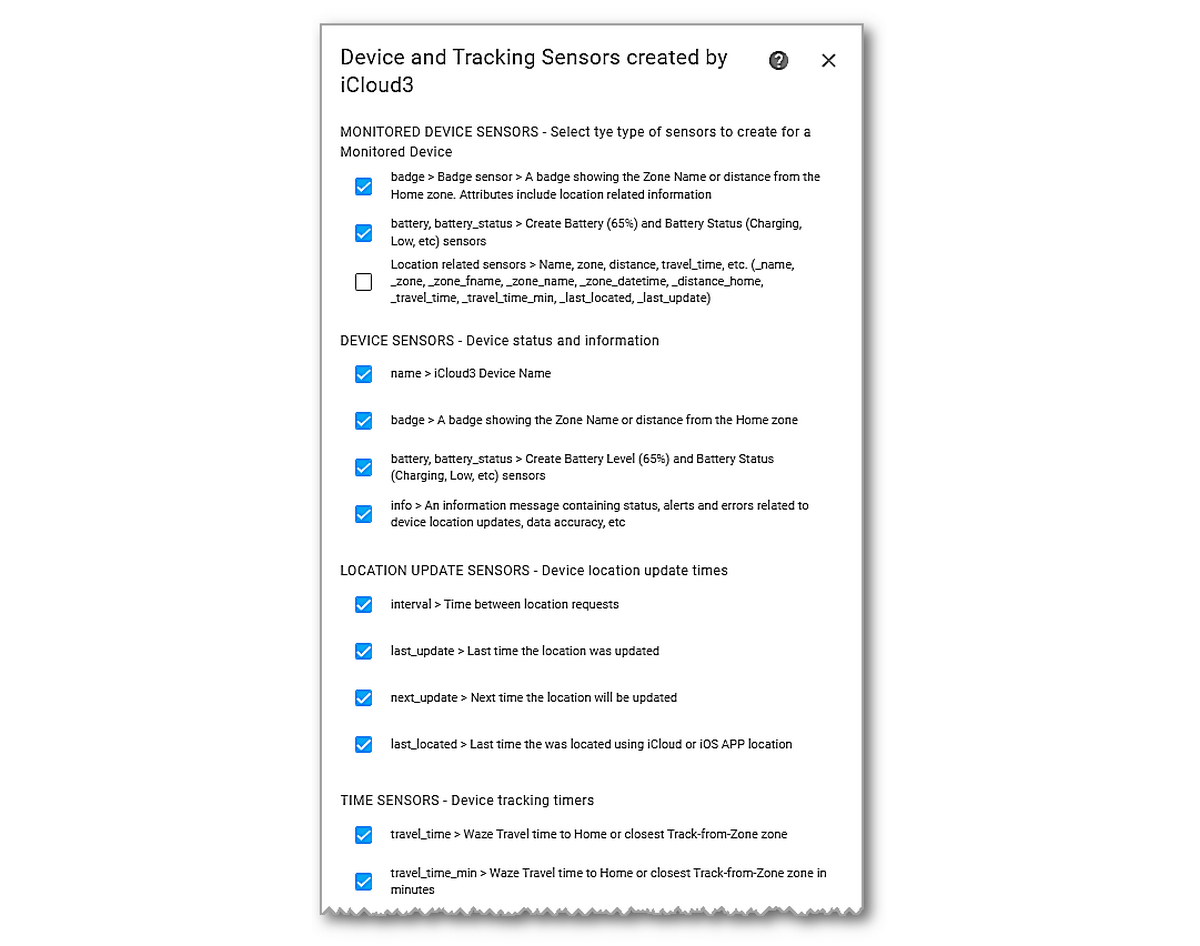 Device and Tracking Sensors created by
iCloud3
MONITORED DEVICE SENSORS - Select tye type of sensors to create for a
Monitored Device
badge > Badge sensor > A badge showing the Zone Name or distance from the
Home zone. Attributes include location related information
battery, battery_status > Create Battery (65%) and Battery Status (Charging,
Low, etc) sensors
Location related sensors > Name, zone, distance, travel_time, etc. (_name,
_zone, _zone_fname, _zone_name, _zone_datetime, _distance_home,
_travel_time, _travel_time_min, _last_located, _last_update)
DEVICE SENSORS - Device status and information
name > iCloud3 Device Name
badge > A badge showing the Zone Name or distance from the Home zone
battery, battery_status > Create Battery Level (65%) and Battery Status
(Charging, Low, etc) sensors
info > An information message containing status, alerts and errors related to
device location updates, data accuracy, etc
LOCATION UPDATE SENSORS - Device location update times
interval > Time between location requests
last_update > Last time the location was updated
next_update > Next time the location will be updated
last_located > Last time the was located using iCloud or iOS APP location
TIME SENSORS - Device tracking timers
travel_time > Waze Travel time to Home or closest Track-from-Zone zone
travel_time_min > Waze Travel time to Home or closest Track-from-Zone zone in
minutes